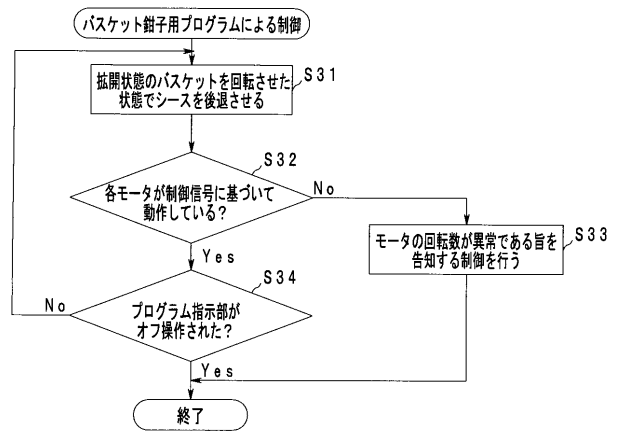 バスケット鉗子用プログラムによる制御
拡開状態のバスケットを回転させた
状態でシースを後退させる
S31
S32
各モータが制御信号に基づいて
動作している?
No
モータの回転数が異常である旨を
告知する制御を行う
S33
Yes
S34
プログラム指示部が
オフ操作された?
No
Yes
終了